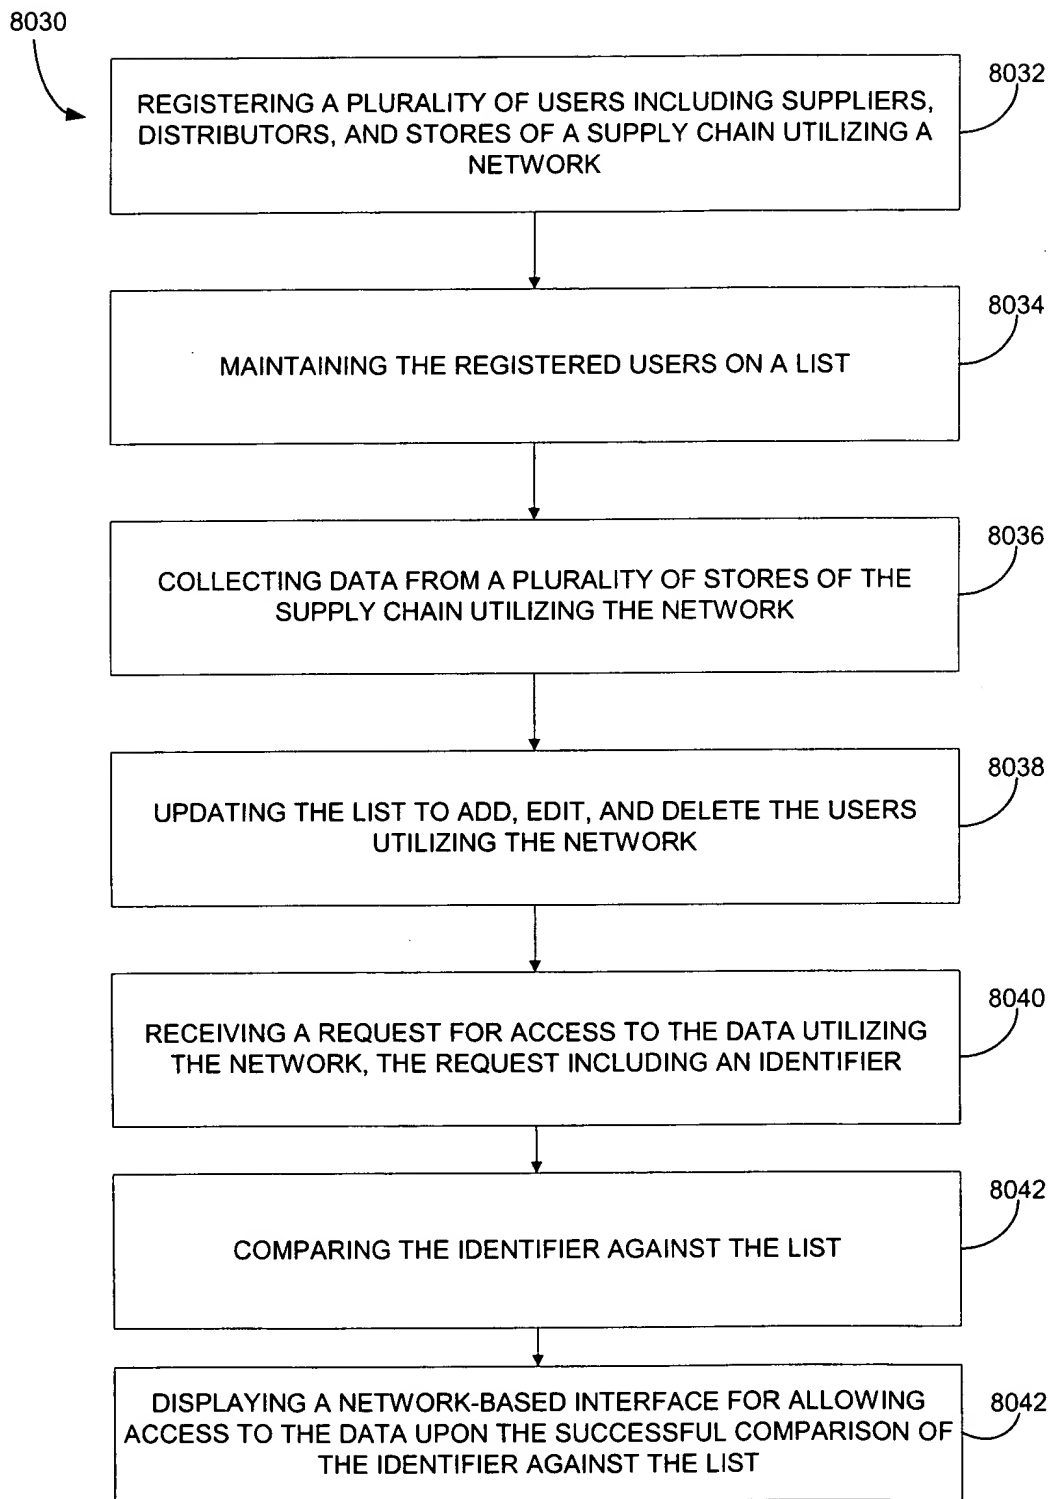 8030
8032
REGISTERING A PLURALITY OF USERS INCLUDING SUPPLIERS,
DISTRIBUTORS, AND STORES OF A SUPPLY CHAIN UTILIZING A
NETWORK
8034
MAINTAINING THE REGISTERED USERS ON A LIST
8036
COLLECTING DATA FROM A PLURALITY OF STORES OF THE
SUPPLY CHAIN UTILIZING THE NETWORK
8038
UPDATING THE LIST TO ADD, EDIT, AND DELETE THE USERS
UTILIZING THE NETWORK
8040
RECEIVING A REQUEST FOR ACCESS TO THE DATA UTILIZING
THE NETWORK, THE REQUEST INCLUDING AN IDENTIFIER
8042
COMPARING THE IDENTIFIER AGAINST THE LIST
8042
DISPLAYING A NETWORK-BASED INTERFACE FOR ALLOWING
ACCESS TO THE DATA UPON THE SUCCESSFUL COMPARISON OF
THE IDENTIFIER AGAINST THE LIST